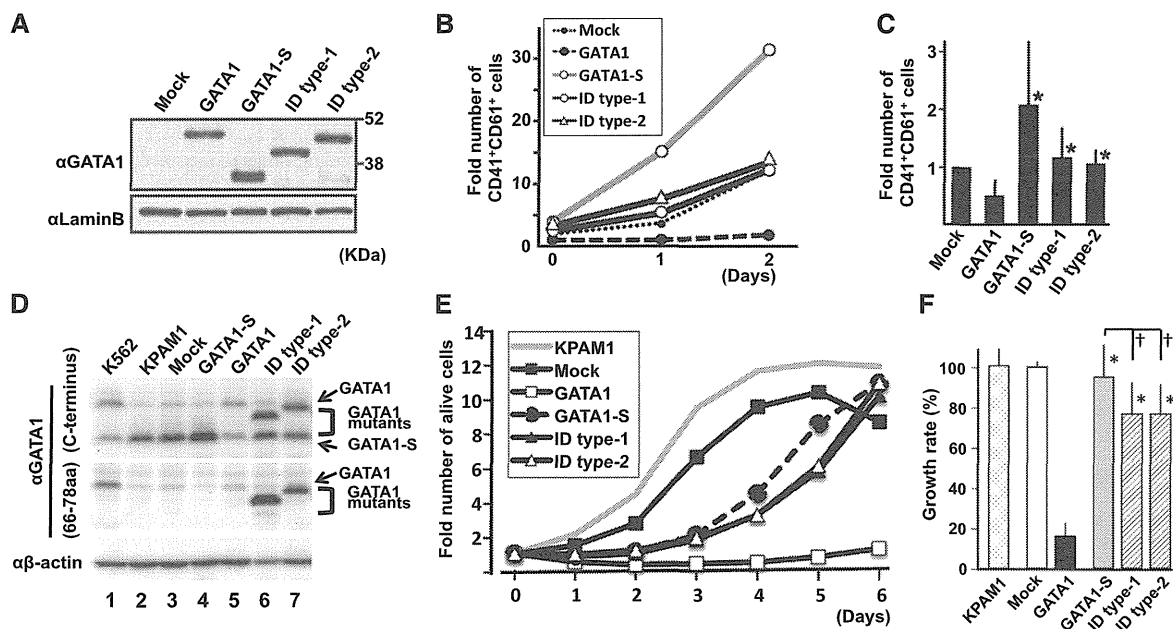 A
Mock
GATA1
GATA1-S
ID type-1
ID type-2
αGATA1
52
38
αLaminB
(KDa)
B
Fold number of
CD41+CD61+ cells
30
20
10
0
Mock
GATA1
GATA1-S
ID type-1
ID type-2
0 1 2
(Days)
C
Fold number of
CD41+CD61+ cells
3
2
1
*
*
*
Mock
GATA1
GATA1-S
ID type-1
ID type-2
D
K562
KPAM1
Mock
GATA1-S
GATA1
ID type-1
ID type-2
αGATA1
(C-terminus)
(66-78aa)
GATA1
GATA1
mutants
GATA1-S
GATA1
GATA1
mutants
αβ-actin
1 2 3 4 5 6 7
E
Fold number of alive cells
14
12
10
8
6
4
2
KPAM1
Mock
GATA1
GATA1-S
ID type-1
ID type-2
0 1 2 3 4 5 6
(Days)
F
Growth rate (%)
100
80
60
40
20
0
† †
*
* *
KPAM1
Mock
GATA1
GATA1-S
ID type-1
ID type-2